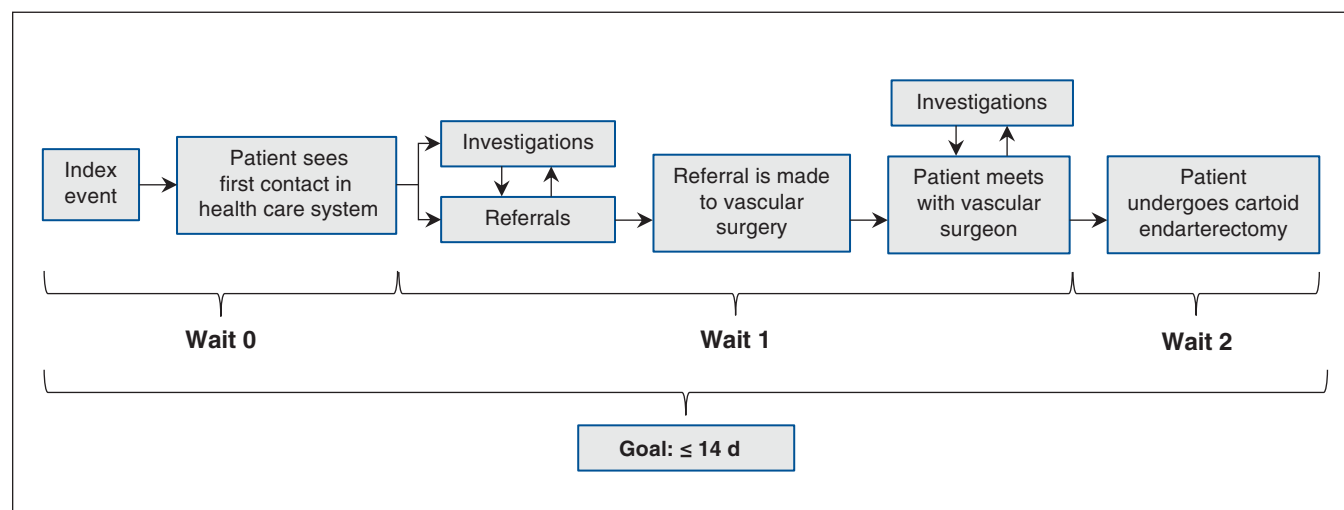 Index
event
Patient sees
first contact in
health care system
Investigations
Referrals
Referral is made
to vascular
surgery
Investigations
Patient meets
with vascular
surgeon
Patient
undergoes cartoid
endarterectomy
Wait 0
Wait 1
Wait 2
Goal: ≤ 14 d